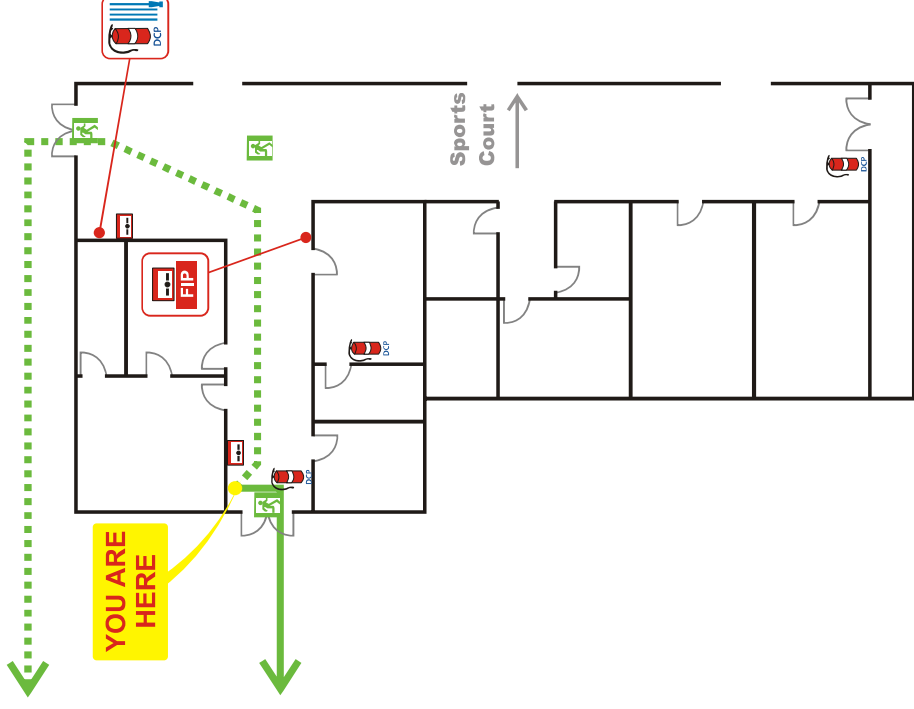 DCP
Sports
Court
DCP
FIP
DCP
DCP
YOU ARE
HERE